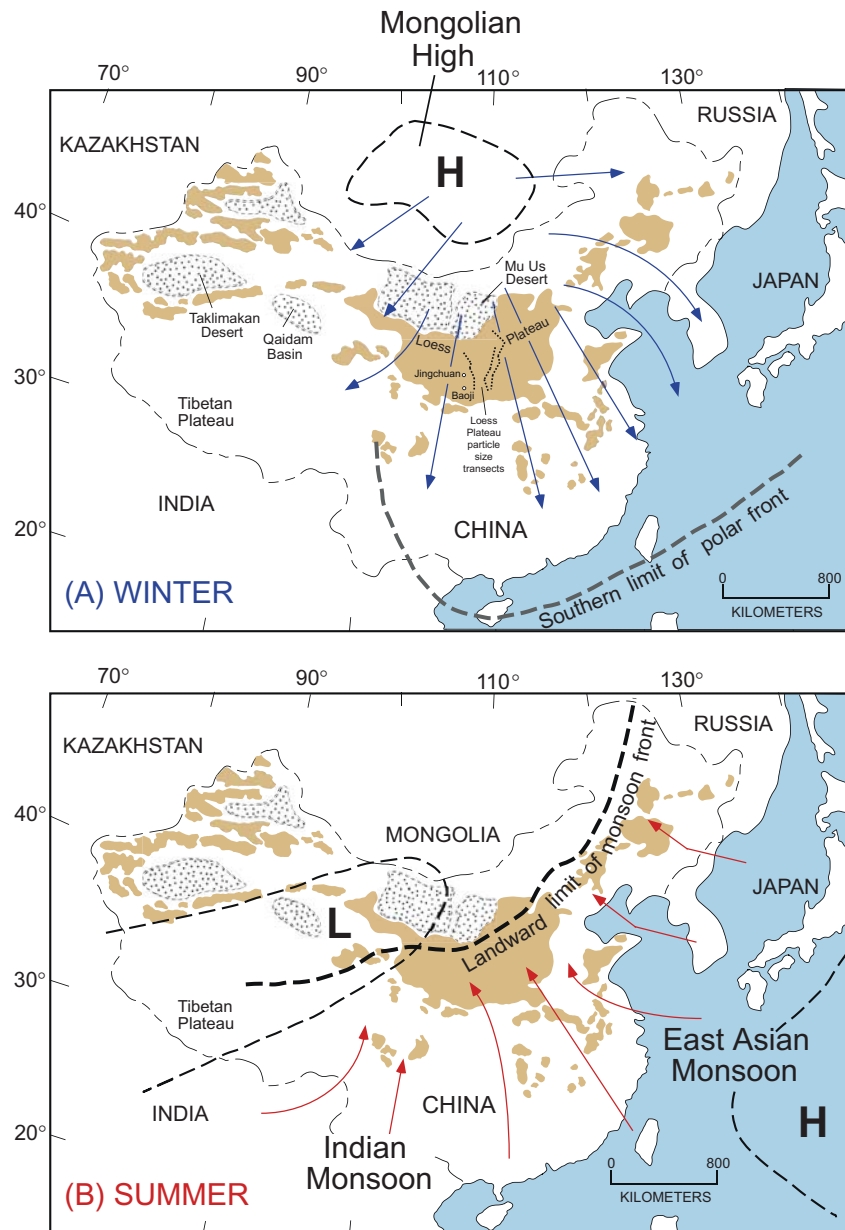 Mongolian
High
70°
90°
110°
130°
RUSSIA
KAZAKHSTAN
H
40°
JAPAN
Mu Us
Desert
Taklimakan
Desert
Qaidam
Basin
Loess
Plateau
30°
Jingchuan
Baoji
Tibetan
Plateau
Loess
Plateau
particle
size
transects
INDIA
20°
CHINA
Southern limit of polar front
(A) WINTER
0
800
KILOMETERS
70°
90°
110°
130°
RUSSIA
KAZAKHSTAN
40°
MONGOLIA
Landward limit of monsoon front
JAPAN
L
30°
Tibetan
Plateau
East Asian
Monsoon
INDIA
CHINA
H
20°
Indian
Monsoon
(B) SUMMER
0
800
KILOMETERS